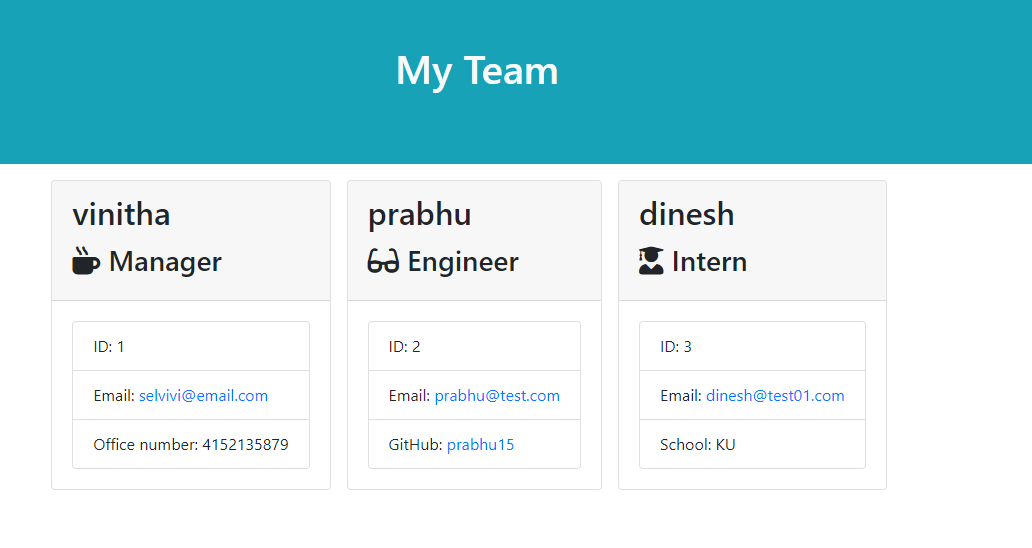 My Team
vinitha
Manager
ID: 1
Email: selvivi@email.com
Office number: 4152135879
prabhu
Engineer
ID: 2
Email: prabhu@test.com
GitHub: prabhu15
dinesh
Intern
ID: 3
Email: dinesh@test01.com
School: KU